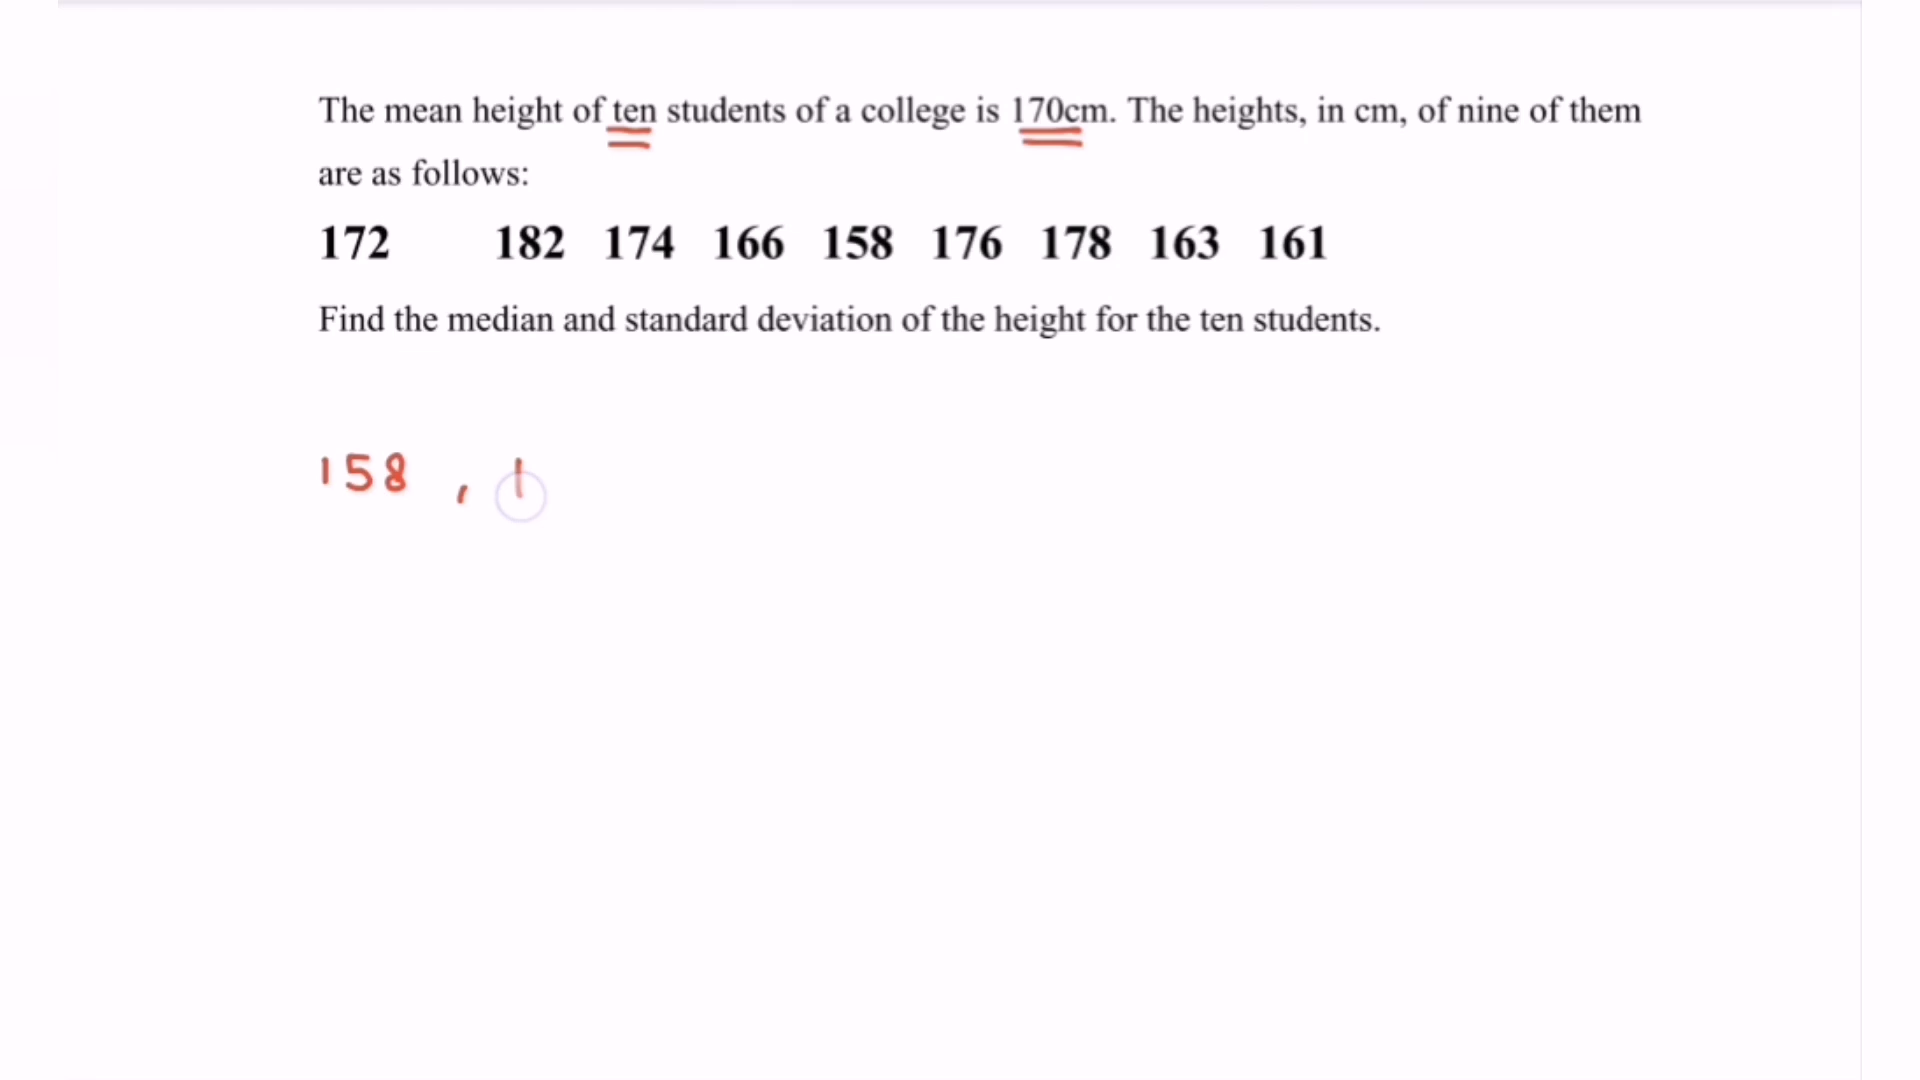 The mean height of ten students of a college is 170cm. The heights, in cm, of nine of them
are as follows:
172 182 174 166 158 176 178 163 161
Find the median and standard deviation of the height for the ten students.
158 , 1